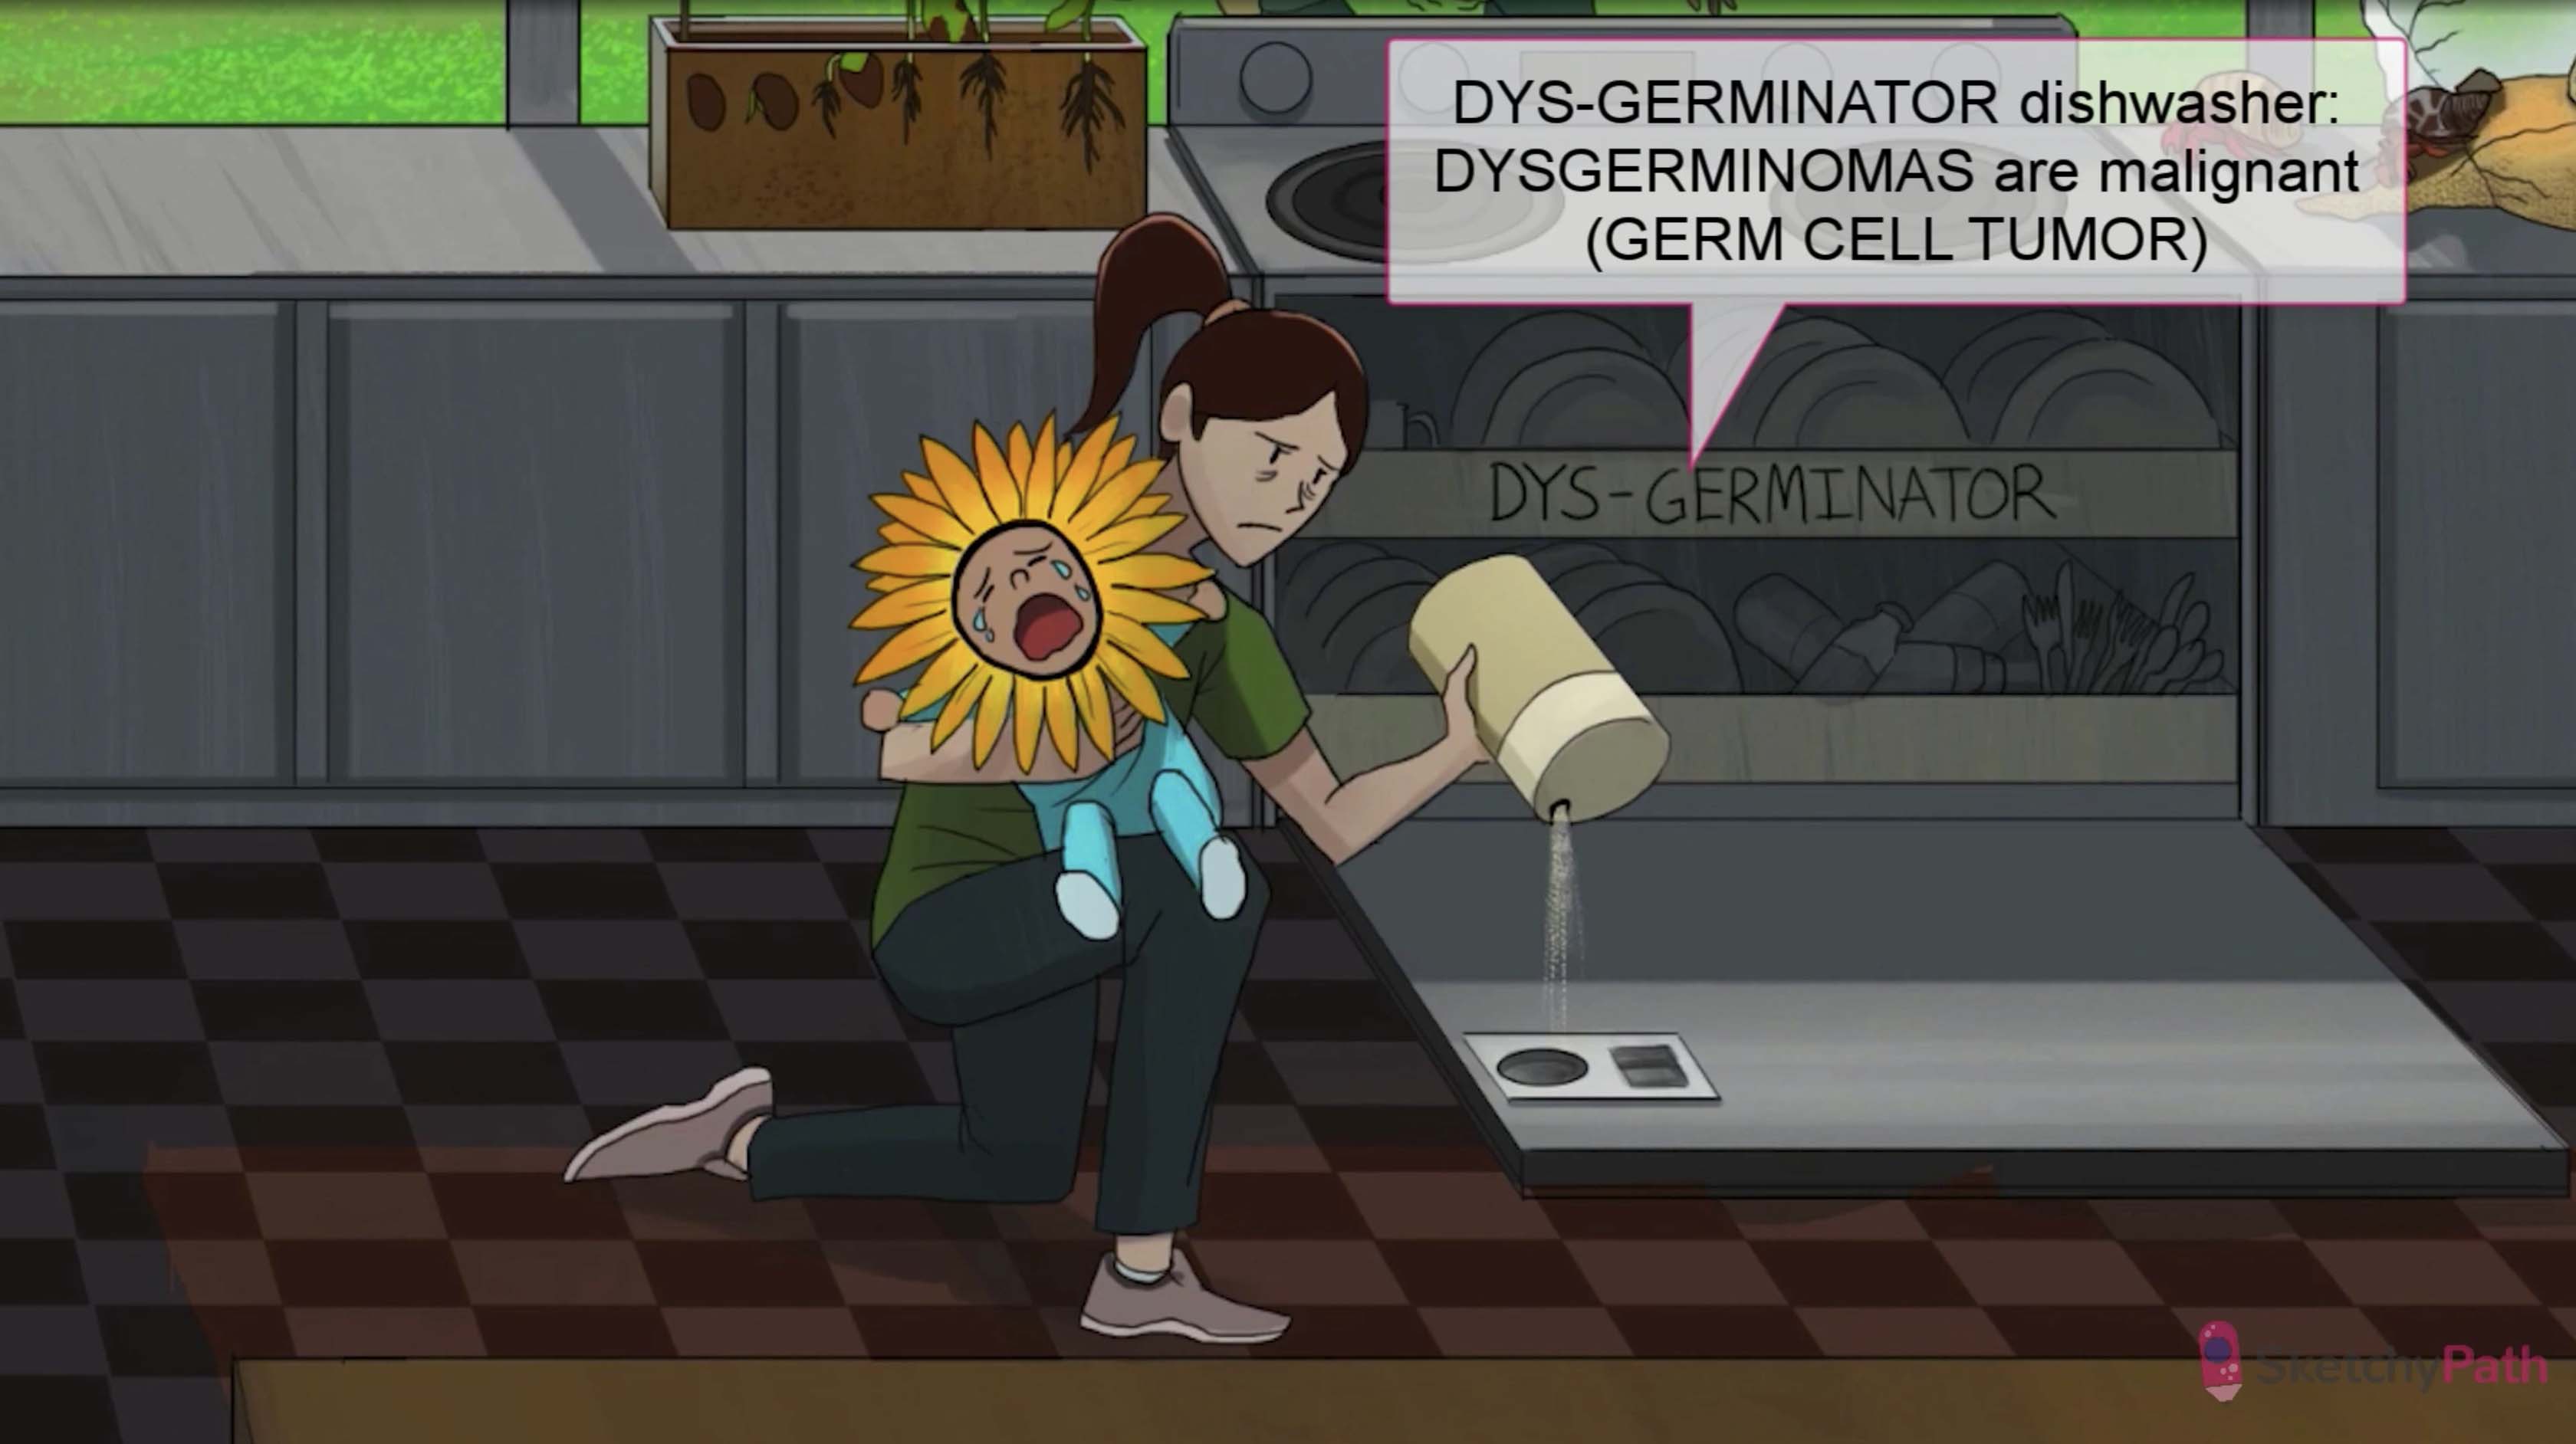 DYS-GERMINATOR dishwasher:
DYSGERMINOMAS are malignant
(GERM CELL TUMOR)
DYS-GERMINATOR
SketchyPath